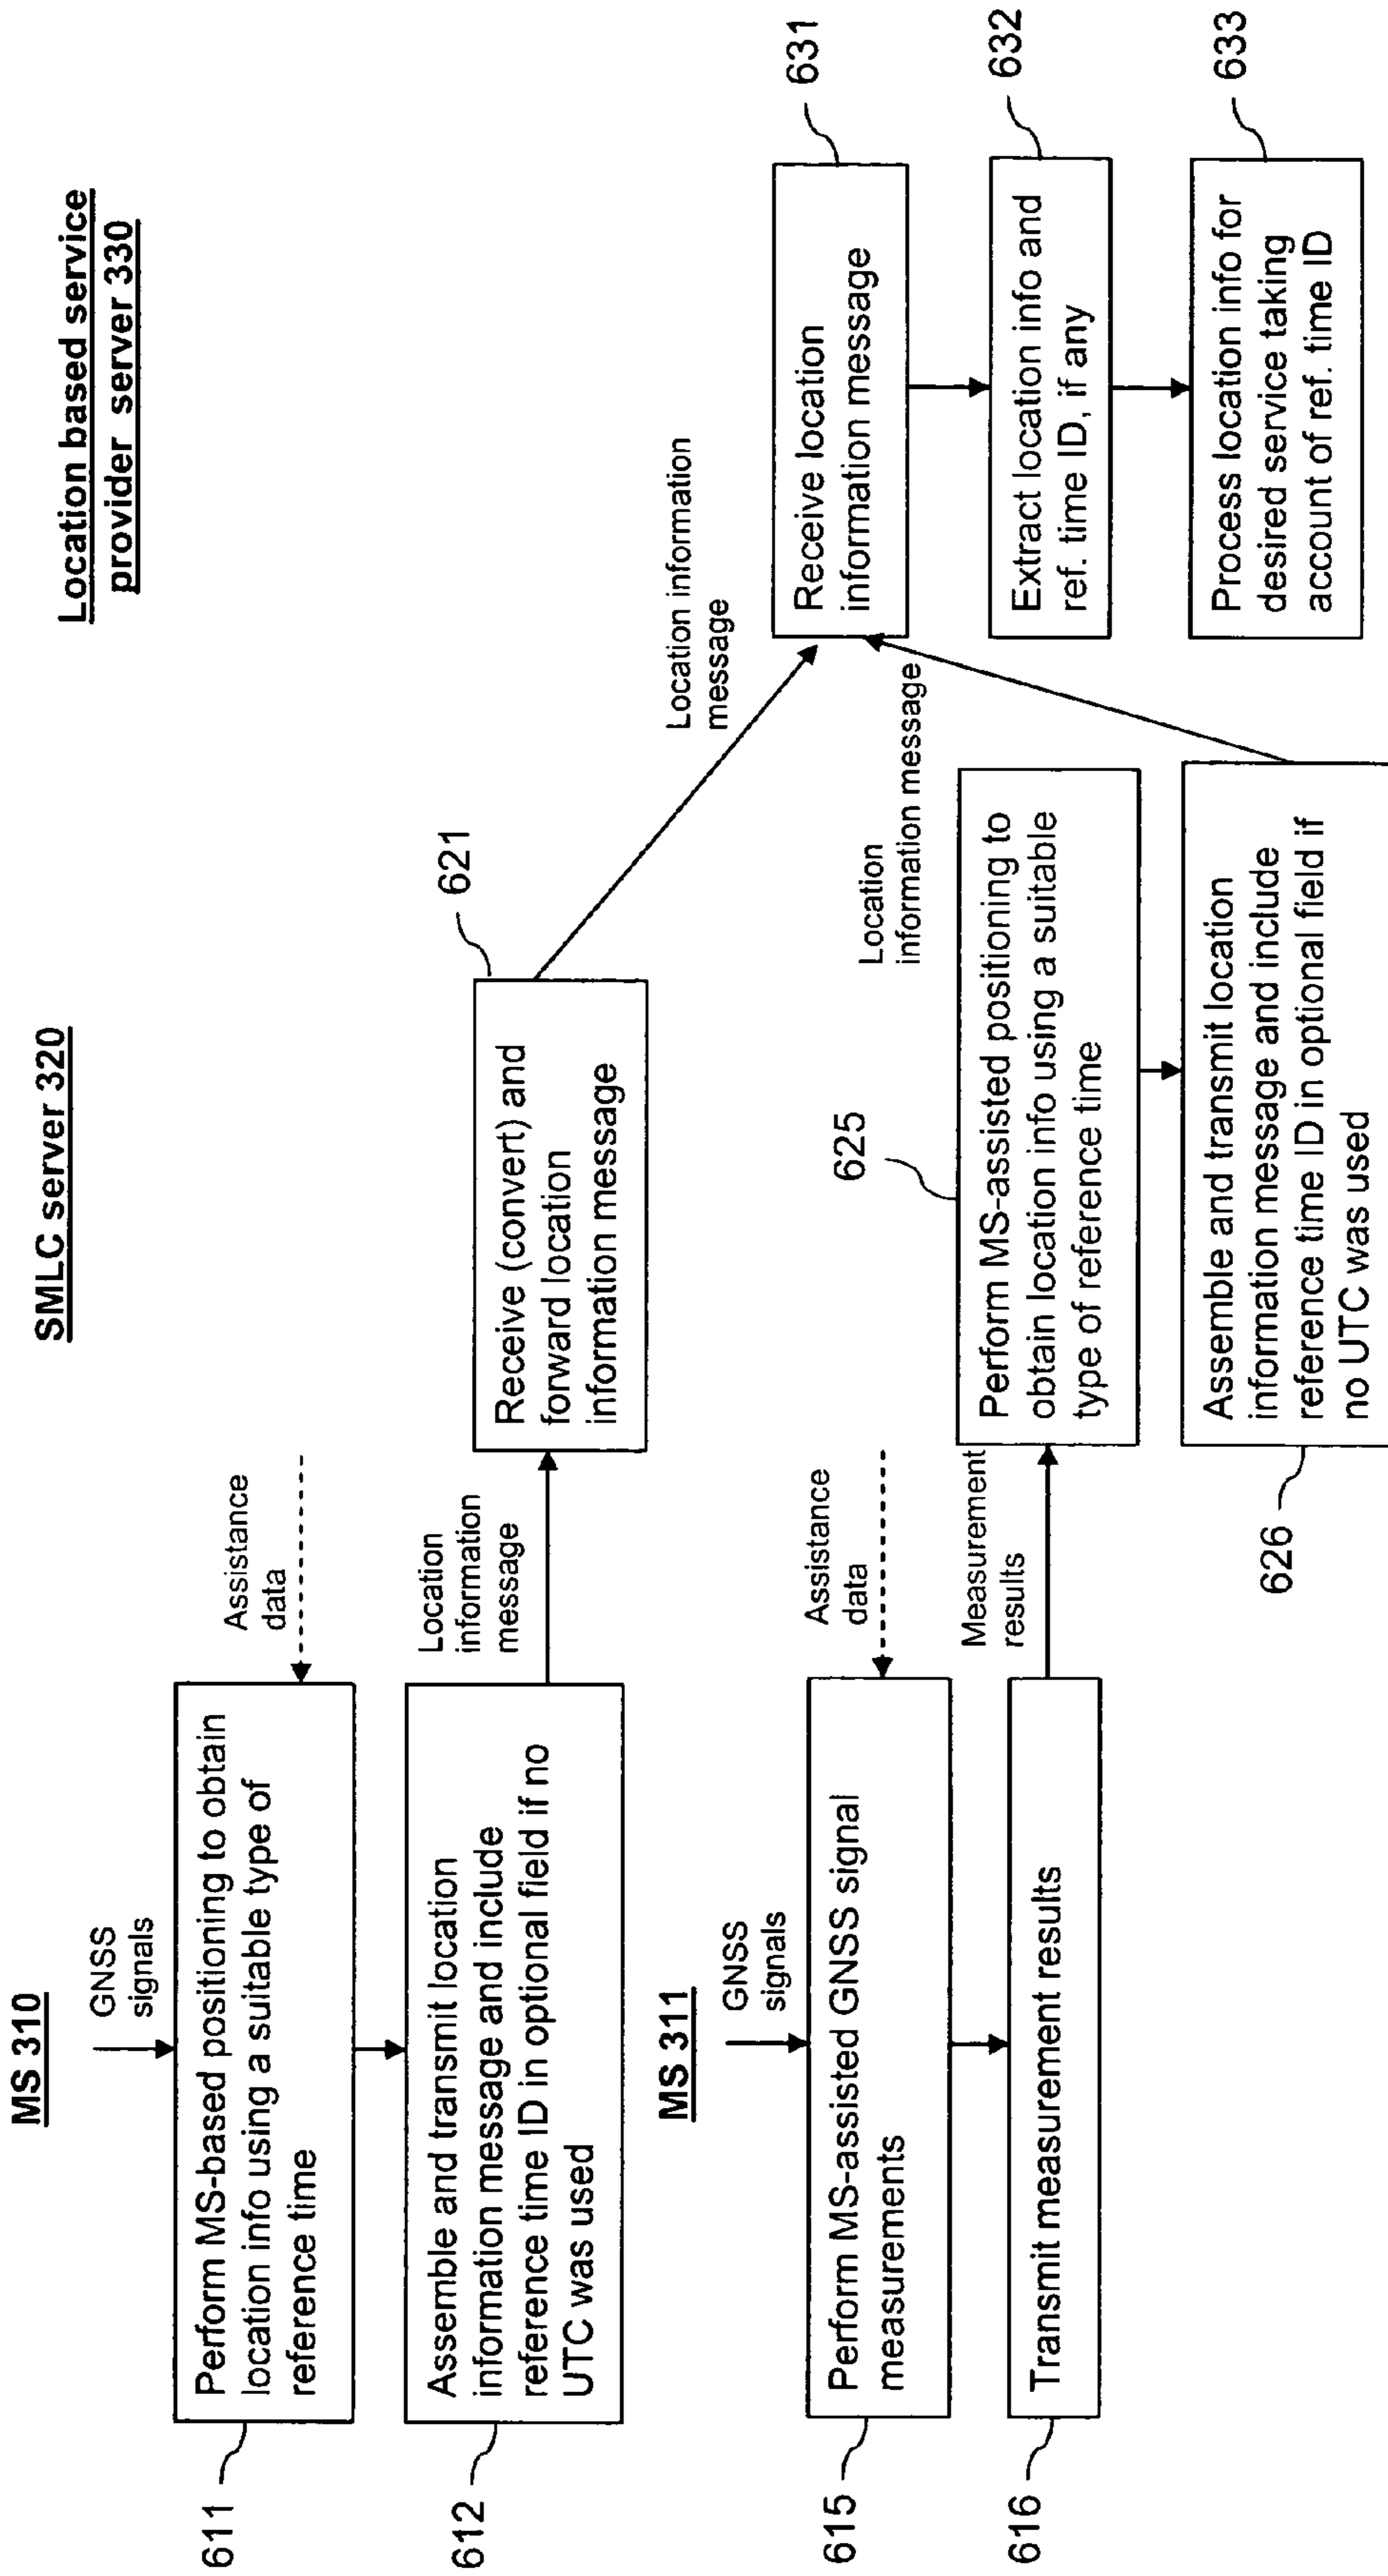 MS 310
SMLC server 320
Location based service
provider server 330
GNSS
signals
611
Perform MS-based positioning to obtain
location info using a suitable type of
reference time
Assistance
data
612
Assemble and transmit location
information message and include
reference time ID in optional field if no
UTC was used
Location
information
message
621
Receive (convert) and
forward location
information message
Location information
message
MS 311
GNSS
signals
615
Perform MS-assisted GNSS signal
measurements
Assistance
data
616
Transmit measurement results
Measurement
results
625
Perform MS-assisted positioning to
obtain location info using a suitable
type of reference time
626
Assemble and transmit location
information message and include
reference time ID in optional field if
no UTC was used
Location
information message
631
Receive location
information message
632
Extract location info and
ref. time ID, if any
633
Process location info for
desired service taking
account of ref. time ID